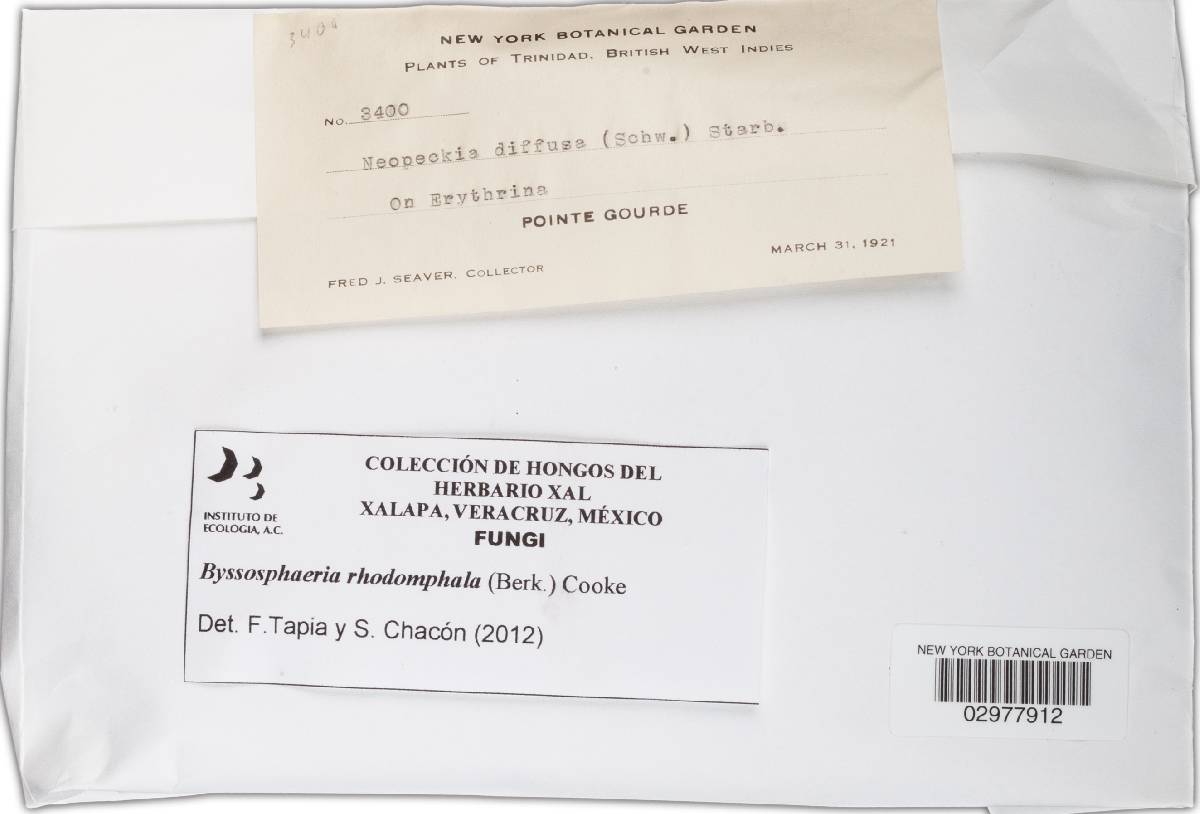 NEW YORK BOTANICAL GARDEN
PLANTS OF TRINIDAD, BRITISH WEST INDIES
No. 3400
Neopeckia diffusa (Schw.) Starb.
On Erythrina
POINTE GOURDE
MARCH 31, 1921
FRED J. SEAVER, COLLECTOR
INSTITUTO DE
ECOLOGIA, A.C.
COLECCIÓN DE HONGOS DEL
HERBARIO XAL
XALAPA, VERACRUZ, MÉXICO
FUNGI
Byssosphaeria rhodomphala (Berk.) Cooke
Det. F.Tapia y S. Chacón (2012)
NEW YORK BOTANICAL GARDEN
02977912